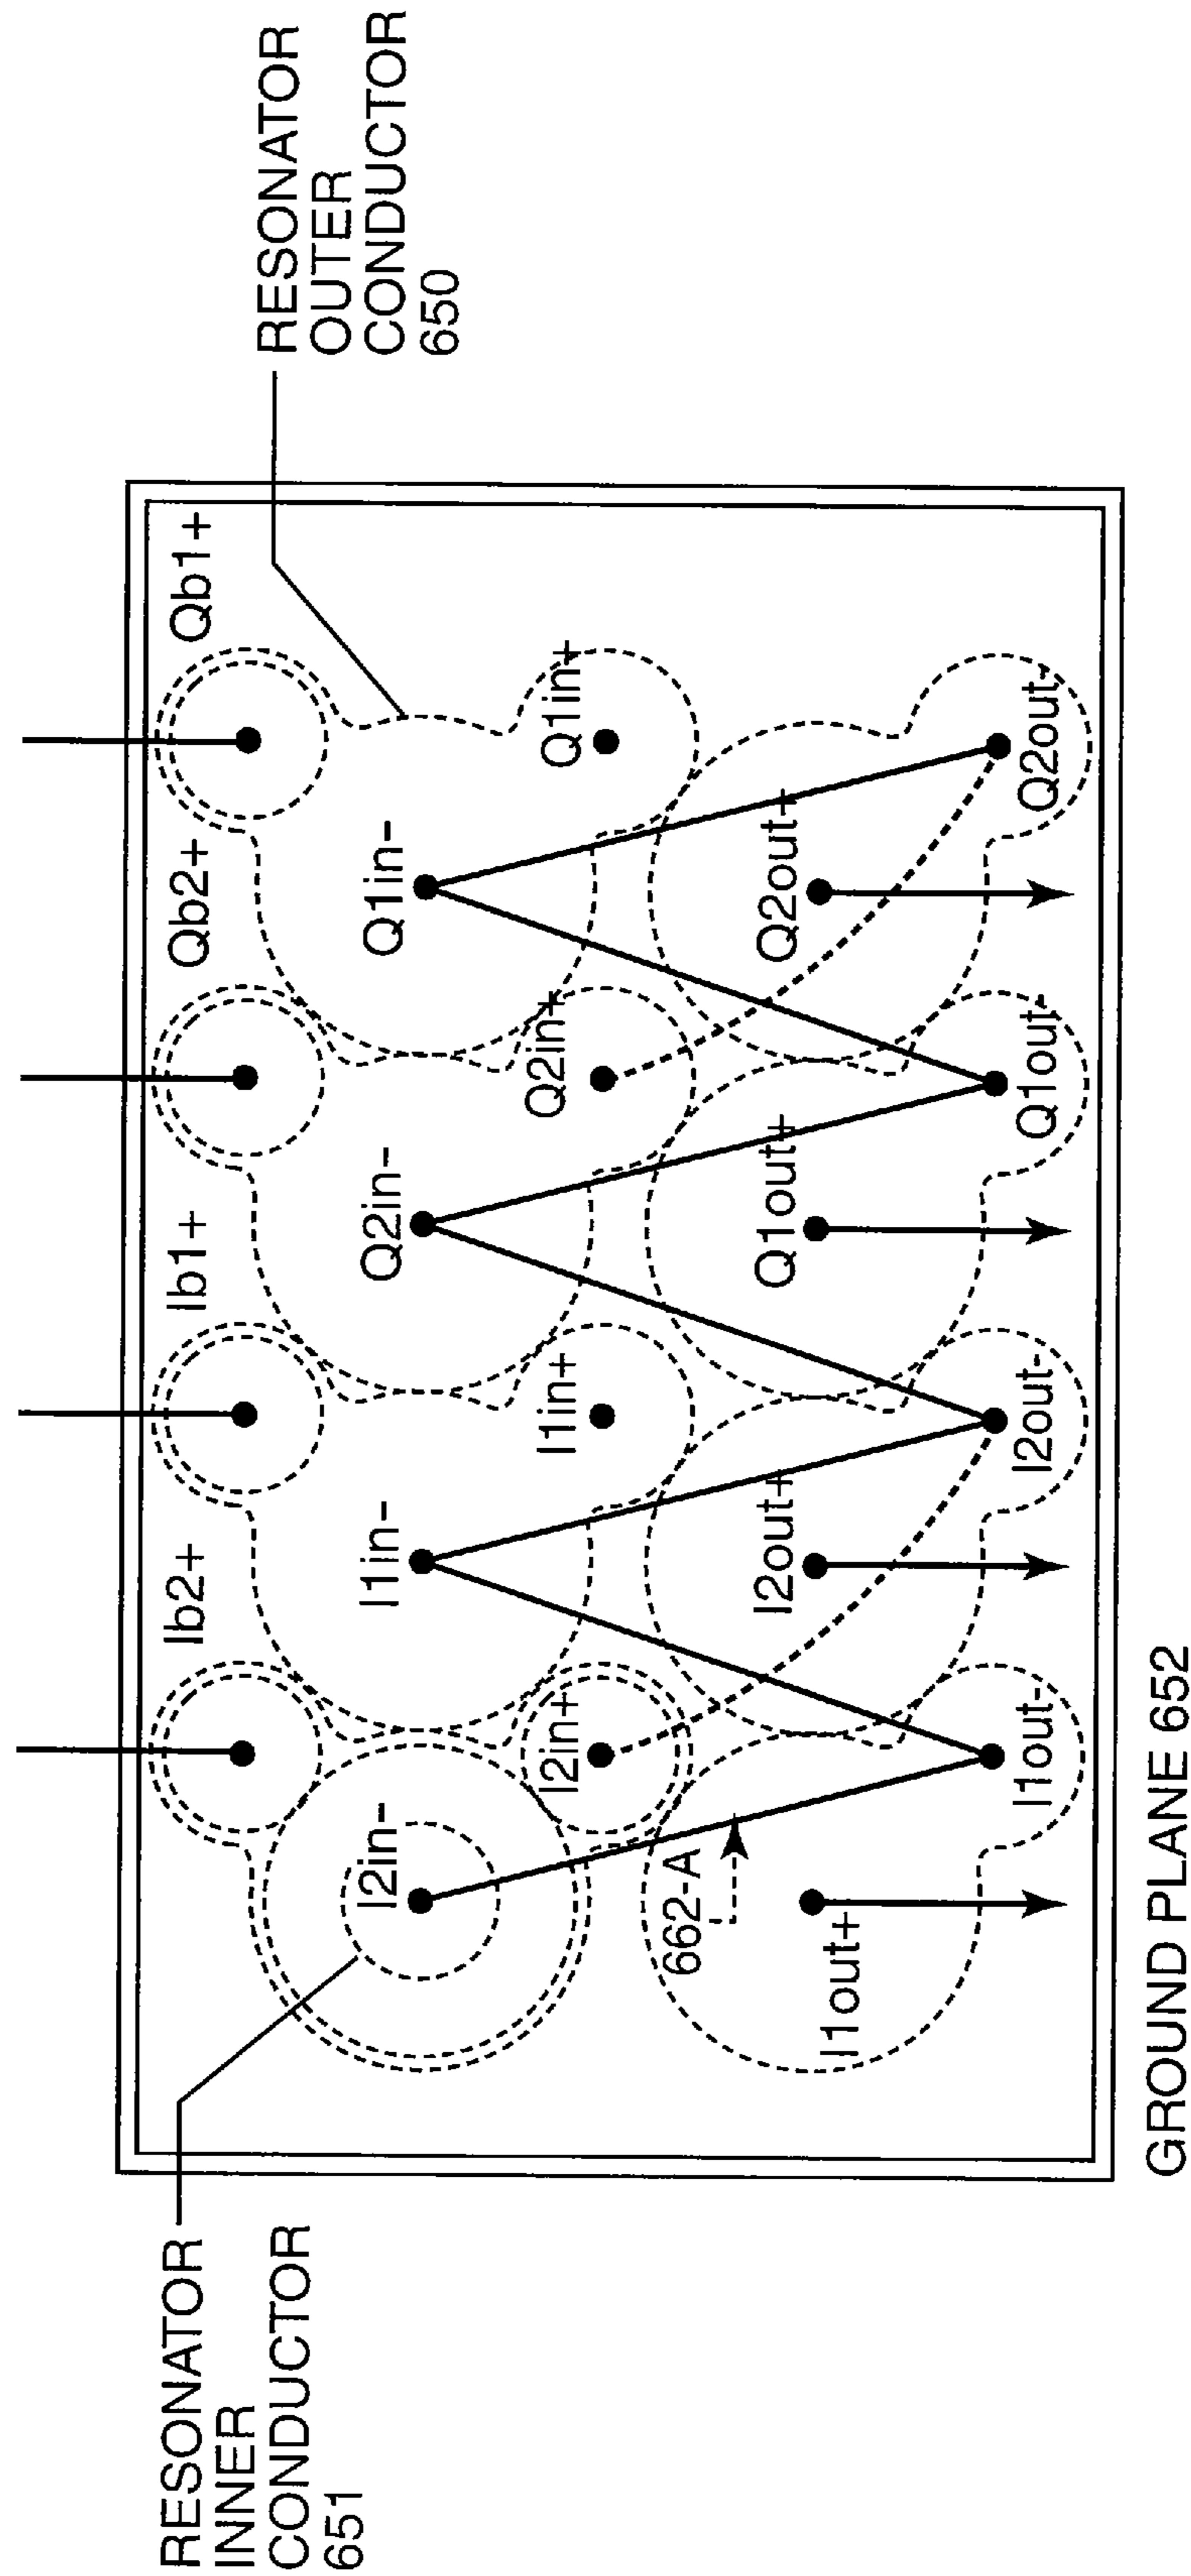 RESONATOR
INNER
CONDUCTOR
651
RESONATOR
OUTER
CONDUCTOR
650
Ib2+
Ib1+
Qb2+
Qb1+
I2in-
I1in-
Q2in-
Q1in-
I2in+
I1in+
Q2in+
Q1in+
662-A
I1out+
I2out+
Q1out+
Q2out+
I1out-
I2out-
Q1out-
Q2out-
GROUND PLANE 652